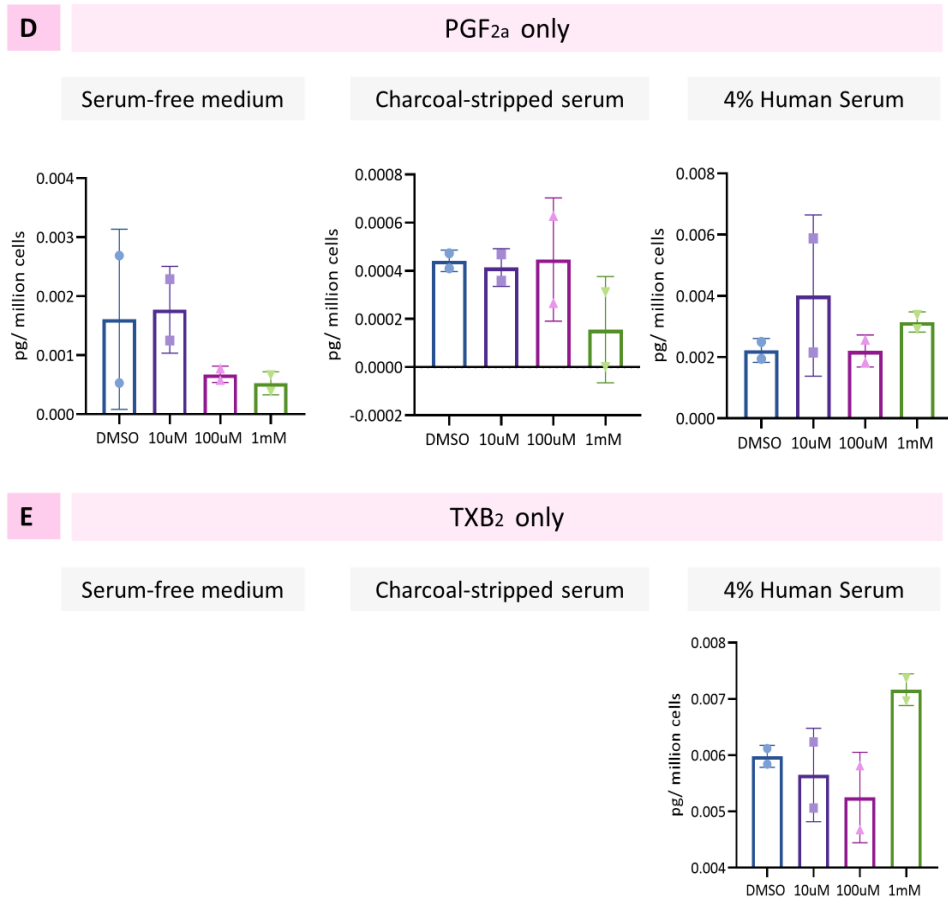 D
PGF2a only
Serum-free medium
Charcoal-stripped serum
4% Human Serum
pg/ million cells
0.004
0.003
0.002
0.001
0.000
DMSO 10uM 100uM 1mM
pg/ million cells
0.0008
0.0006
0.0004
0.0002
0.0000
-0.0002
DMSO 10uM 100uM 1mM
pg/ million cells
0.008
0.006
0.004
0.002
0.000
DMSO 10uM 100uM 1mM
E
TXB2 only
Serum-free medium
Charcoal-stripped serum
4% Human Serum
pg/ million cells
0.008
0.007
0.006
0.005
0.004
DMSO 10uM 100uM 1mM